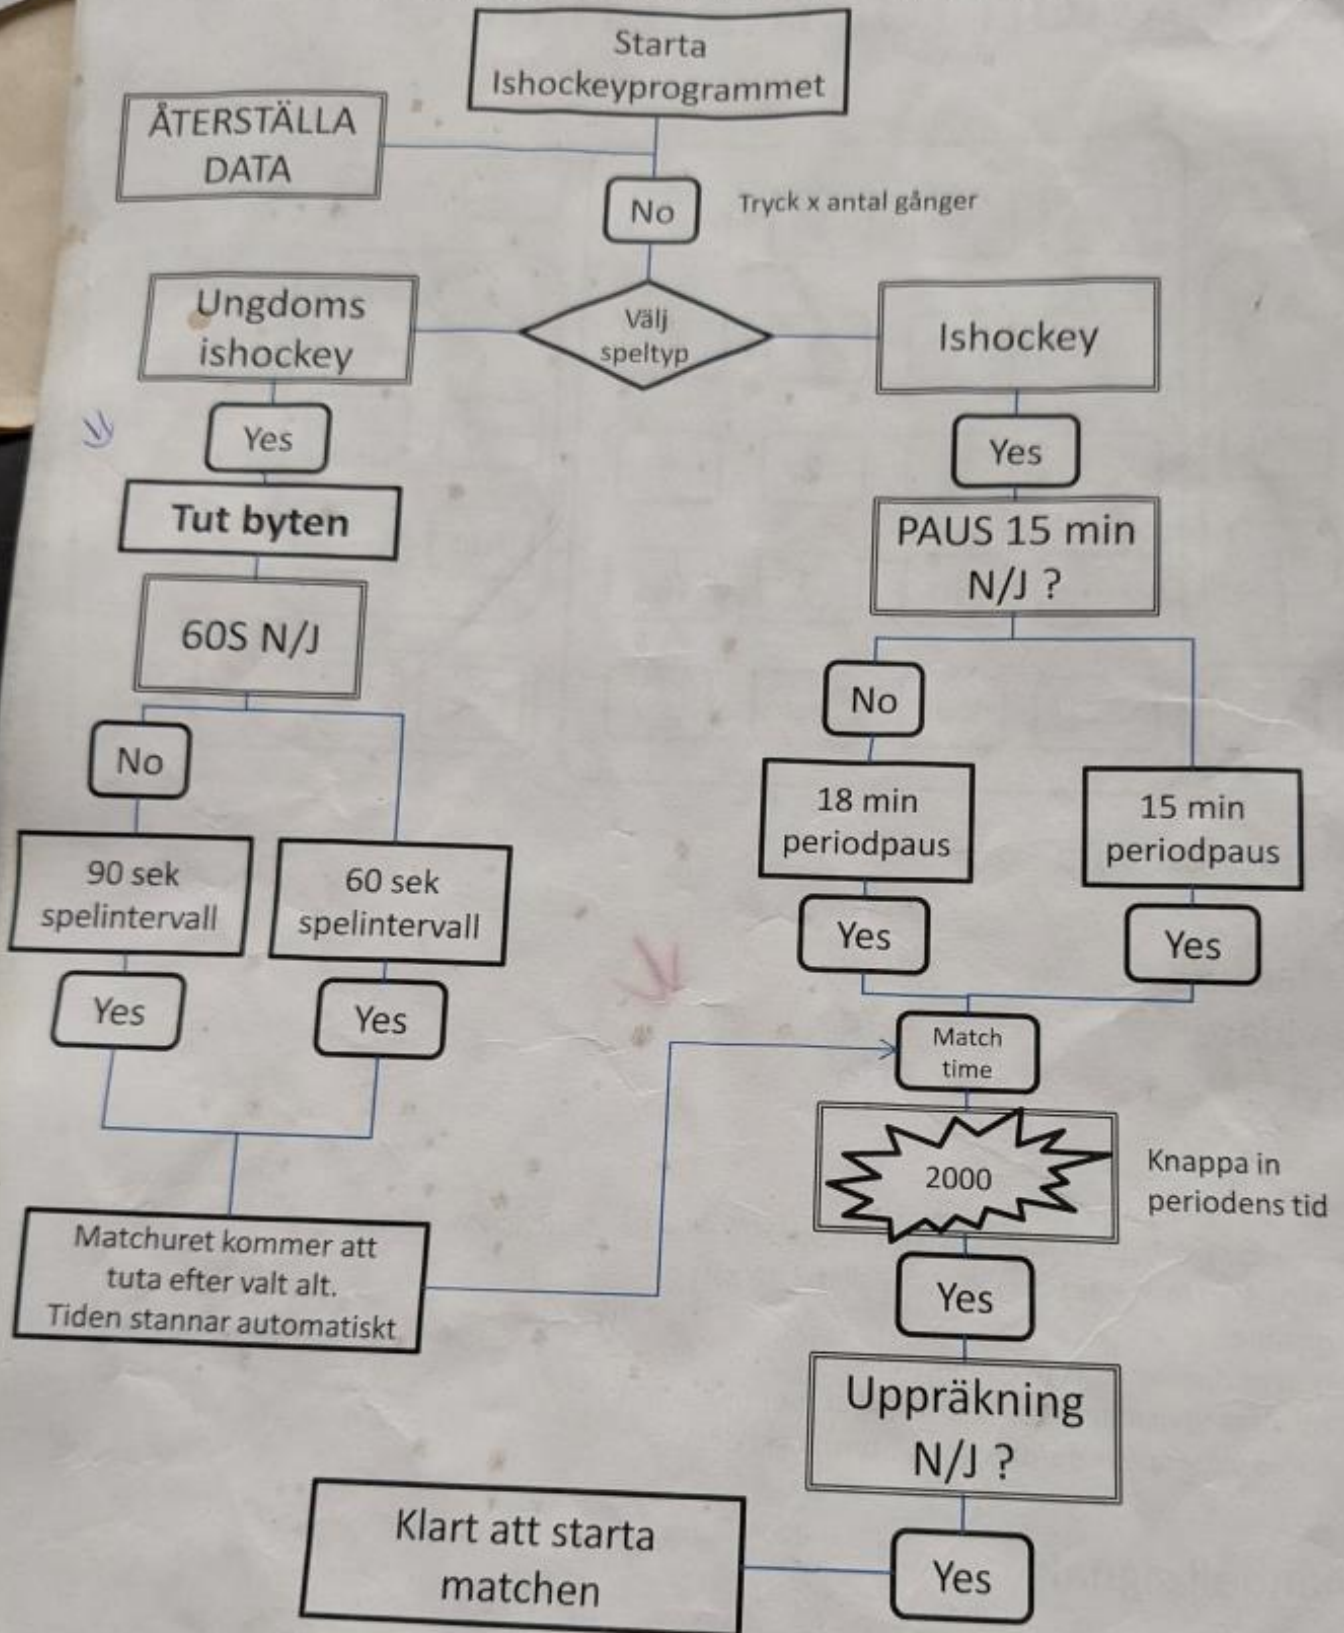 Starta
Ishockeyprogrammet
ÅTERSTÄLLA
DATA
No
Tryck x antal gånger
Ungdoms
ishockey
Välj
speltyp
Ishockey
Yes
Yes
Tut byten
PAUS 15 min
N/J ?
60S N/J
No
No
18 min
periodpaus
15 min
periodpaus
90 sek
spelintervall
60 sek
spelintervall
Yes
Yes
Yes
Yes
Match
time
2000
Knappa in
periodens tid
Matchuret kommer att
tuta efter valt alt.
Tiden stannar automatiskt
Yes
Uppräkning
N/J ?
Klart att starta
matchen
Yes